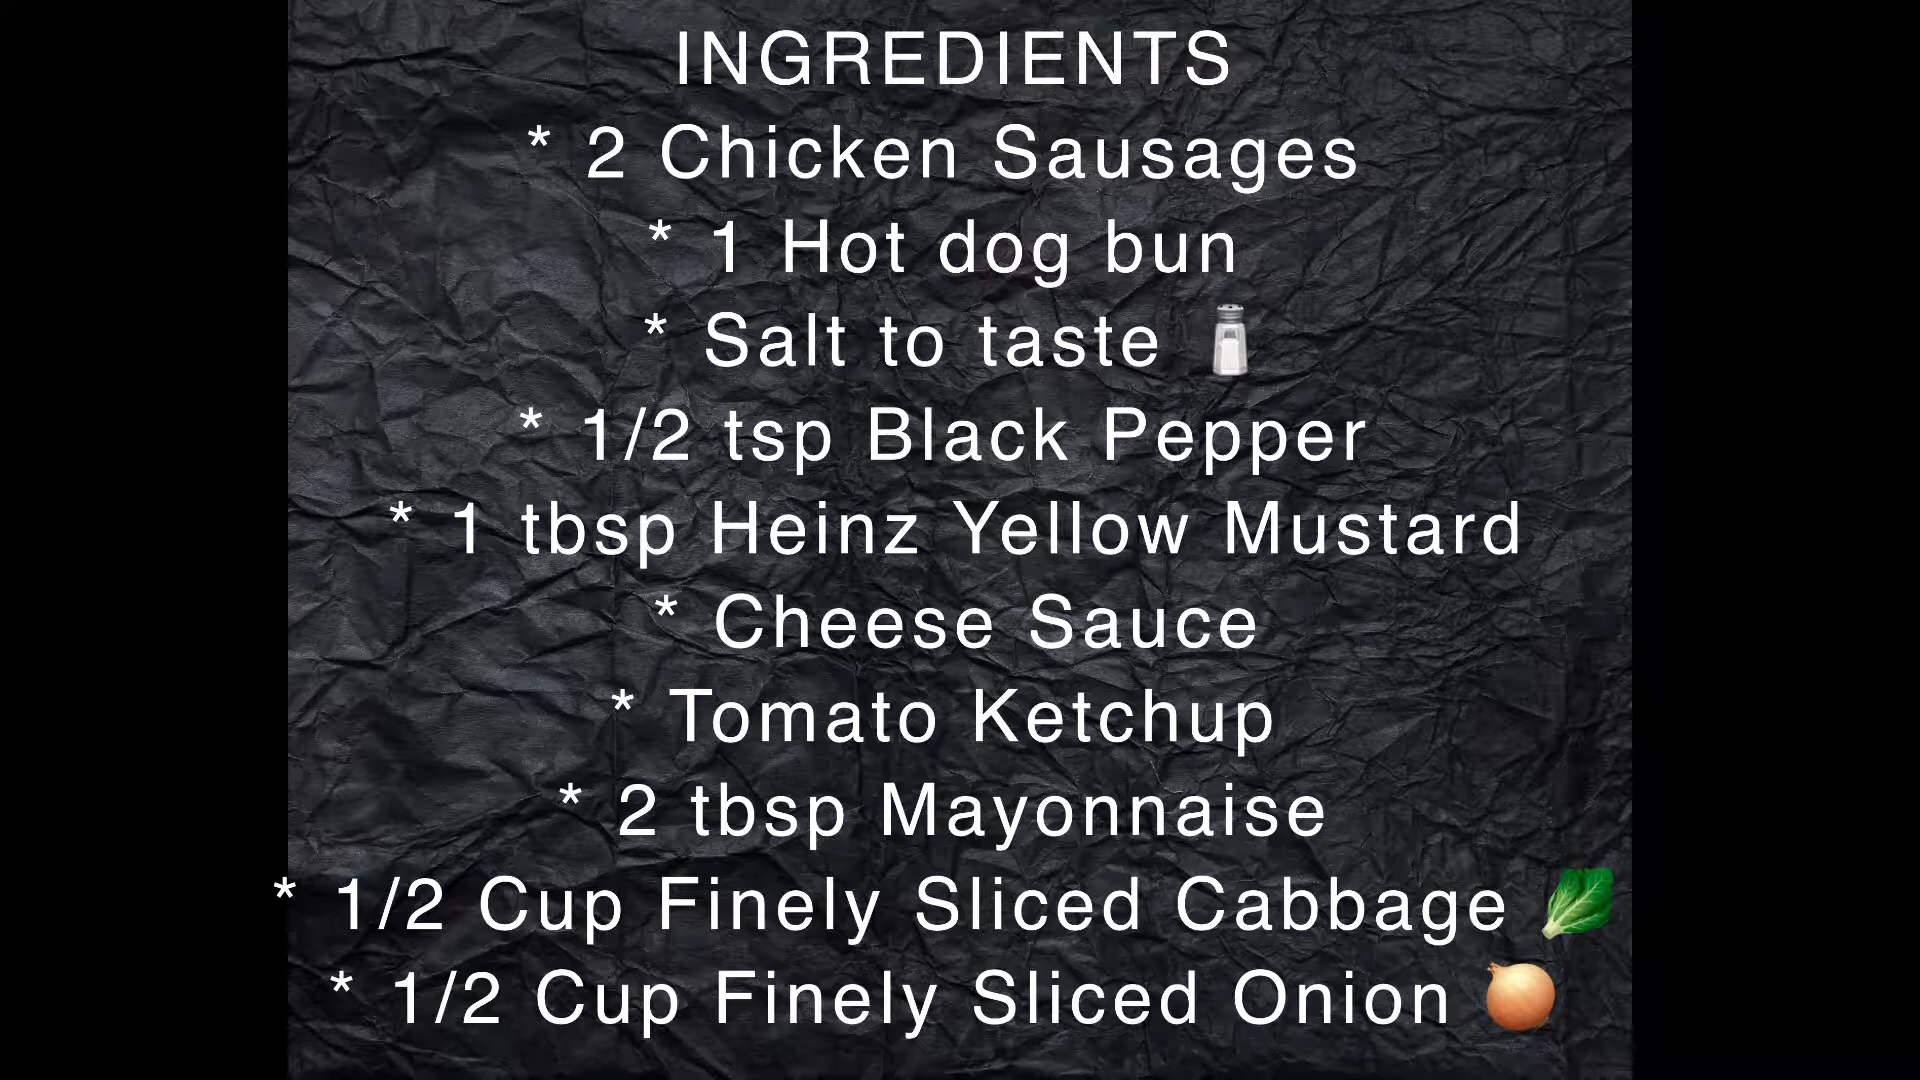 INGREDIENTS
* 2 Chicken Sausages
* 1 Hot dog bun
* Salt to taste 🧂
* 1/2 tsp Black Pepper
* 1 tbsp Heinz Yellow Mustard
* Cheese Sauce
* Tomato Ketchup
* 2 tbsp Mayonnaise
* 1/2 Cup Finely Sliced Cabbage 🥬
* 1/2 Cup Finely Sliced Onion 🧅